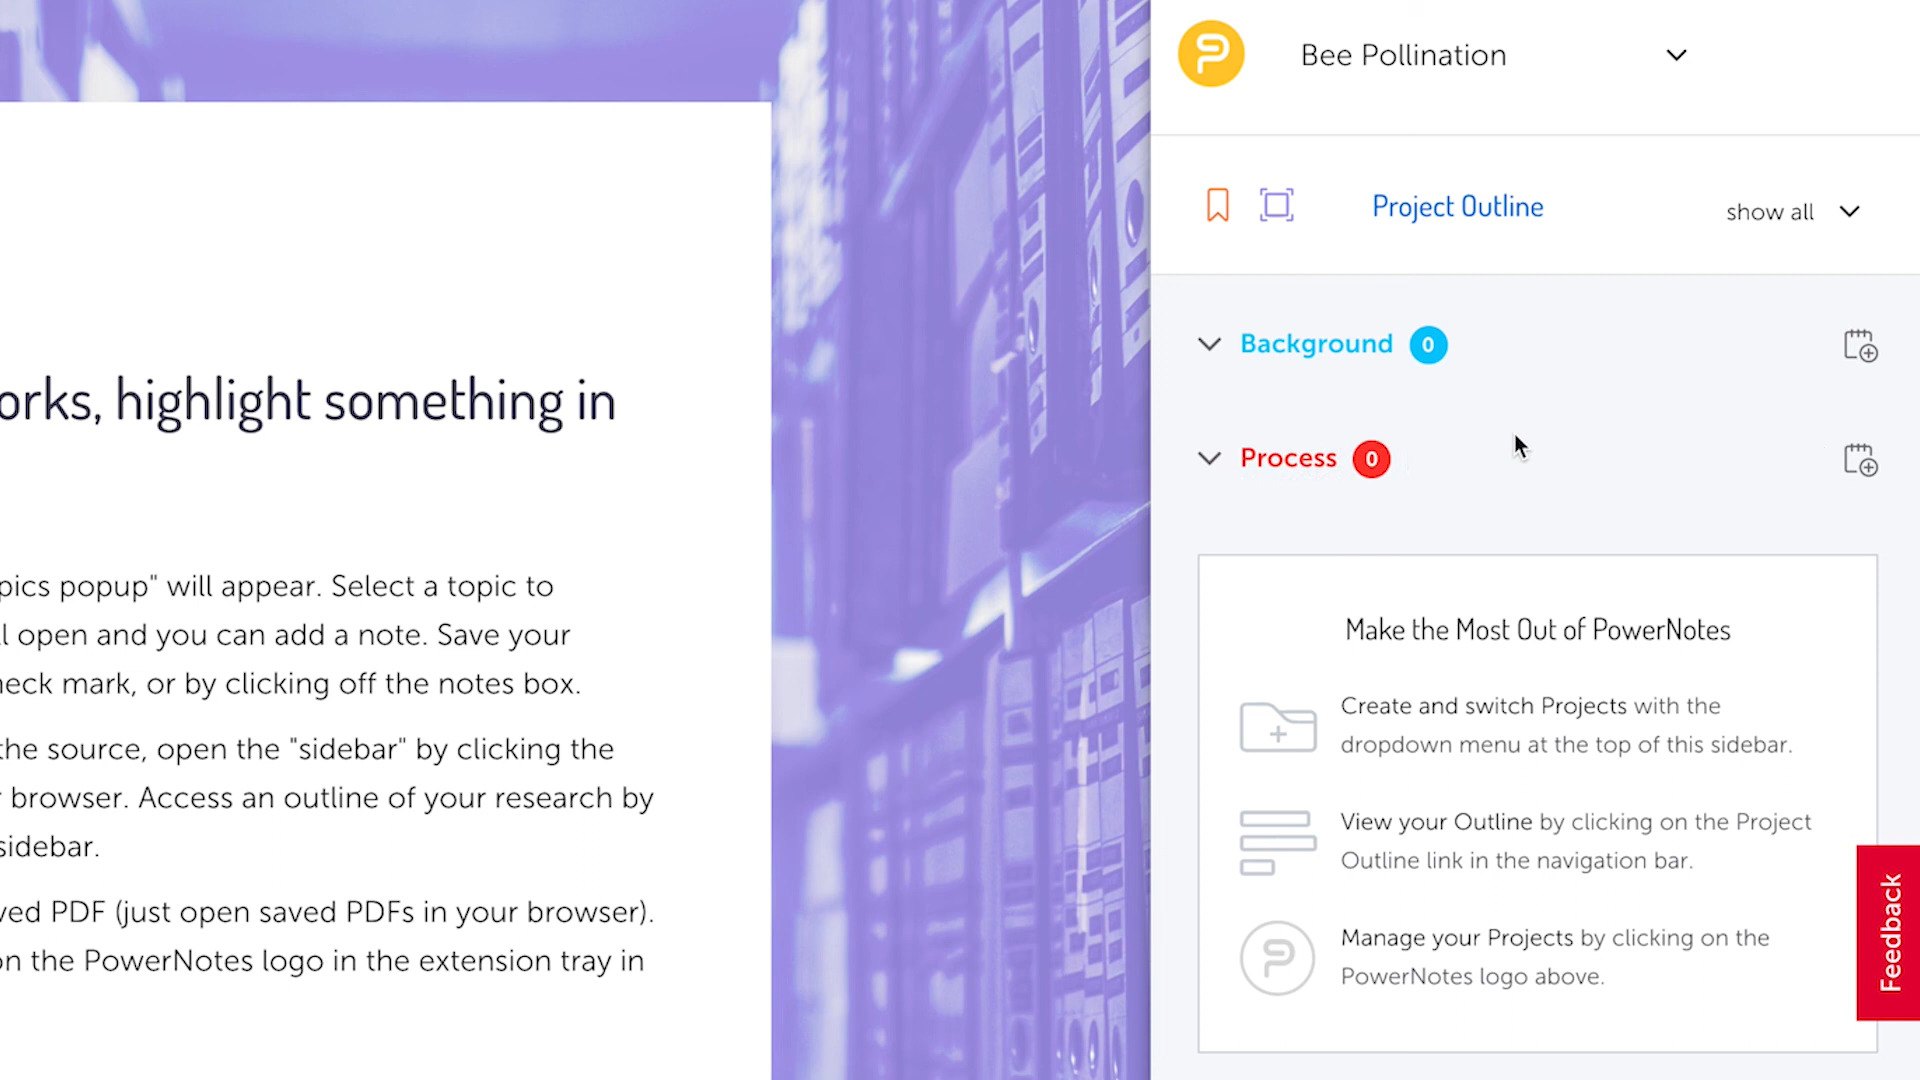 orks, highlight something in
pics popup" will appear. Select a topic to
l open and you can add a note. Save your
eck mark, or by clicking off the notes box.
the source, open the "sidebar" by clicking the
browser. Access an outline of your research by
sidebar.
ved PDF (just open saved PDFs in your browser).
on the PowerNotes logo in the extension tray in
Bee Pollination
Project Outline
show all
Background 0
Process 0
Make the Most Out of PowerNotes
Create and switch Projects with the
dropdown menu at the top of this sidebar.
View your Outline by clicking on the Project
Outline link in the navigation bar.
Manage your Projects by clicking on the
PowerNotes logo above.
Feedback